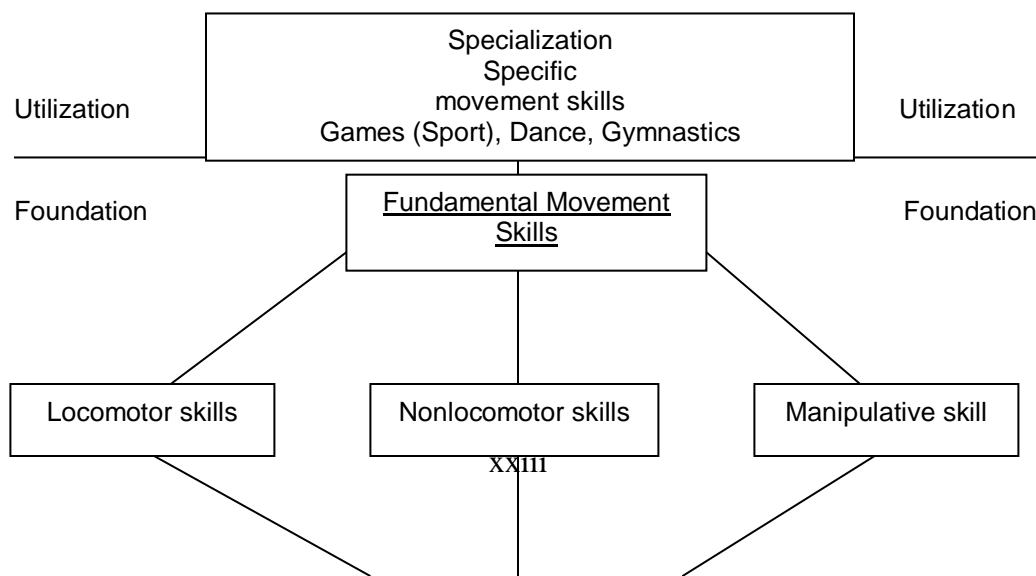 Specialization
Specific
movement skills
Games (Sport), Dance, Gymnastics
Utilization
Utilization
Fundamental Movement
Skills
Foundation
Foundation
Locomotor skills
Nonlocomotor skills
Manipulative skill
xxiii